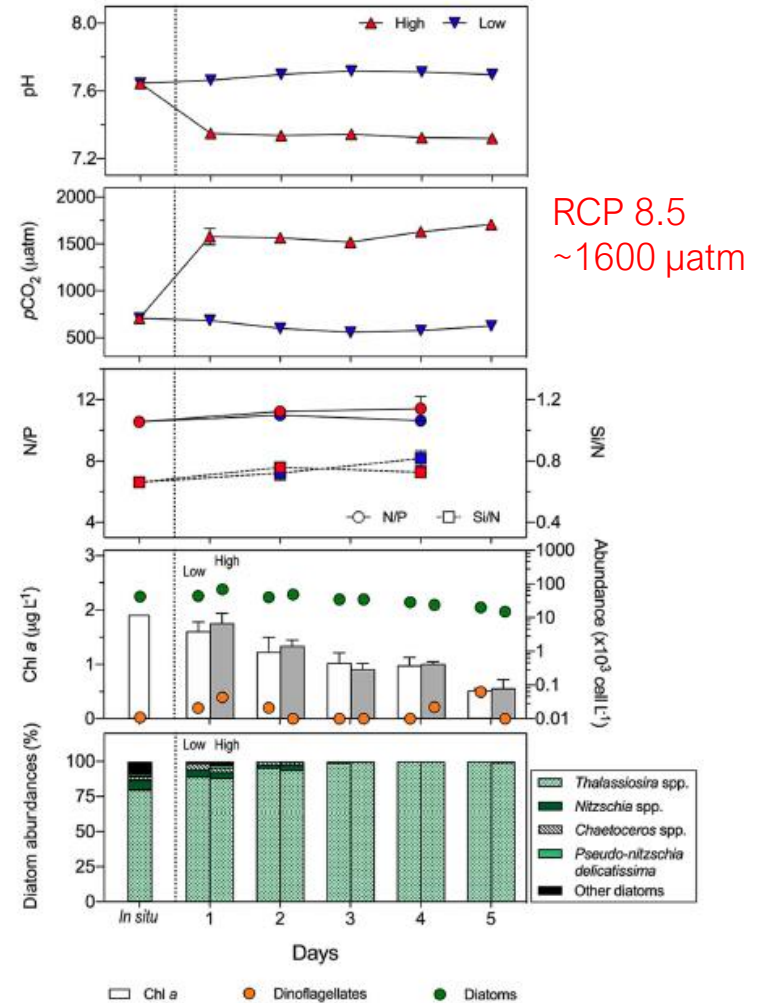 8.0
7.6
7.2
pH
High
Low
2000
1500
1000
500
pCO2 (µatm)
RCP 8.5
~1600 µatm
12
8
4
N/P
1.2
0.8
0.4
Si/N
N/P
Si/N
3
2
1
0
Chl a (µg L-1)
Low
High
1000
100
10
1
0.1
0.01
Abundance (x10^3 cell L-1)
100
75
50
25
0
Diatom abundances (%)
Low
High
Thalassiosira spp.
Nitzschia spp.
Chaetoceros spp.
Pseudo-nitzschia
delicatissima
Other diatoms
In situ
1
2
3
4
5
Days
Chl a
Dinoflagellates
Diatoms